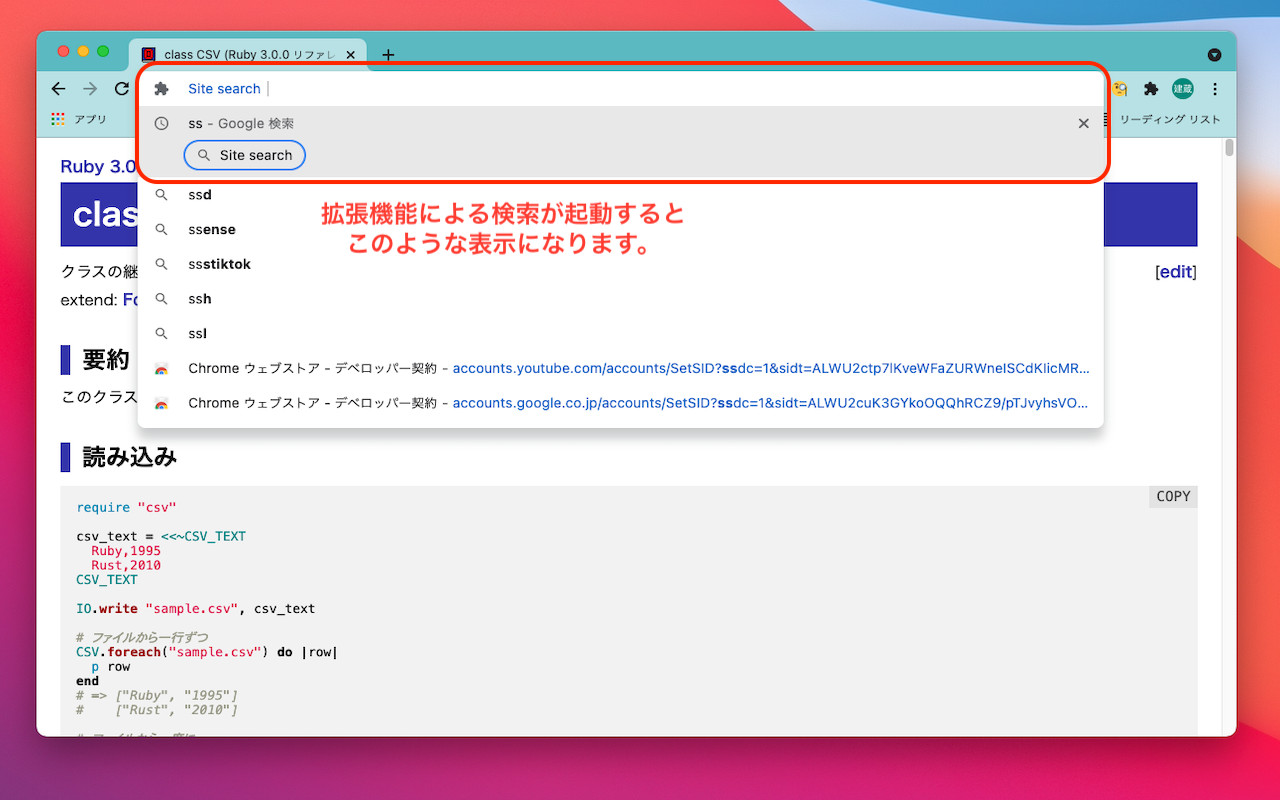 class CSV (Ruby 3.0.0 リファレ
Site search
建蔵
アプリ
リーディング リスト
ss - Google 検索
Site search
ssd
ssense
ssstiktok
ssh
ssl
Chrome ウェブストア - デベロッパー契約 - accounts.youtube.com/accounts/SetSID?ssdc=1&sidt=ALWU2ctp7lKveWFaZURWneISCdKlicMR...
Chrome ウェブストア - デベロッパー契約 - accounts.google.co.jp/accounts/SetSID?ssdc=1&sidt=ALWU2cuK3GYkoOQQhRCZ9/pTJvyhsVO...
拡張機能による検索が起動すると
このような表示になります。
Ruby 3.0
clas
クラスの継
[edit]
extend: Fo
要約
このクラス
読み込み
COPY
require "csv"
csv_text = <<~CSV_TEXT
Ruby,1995
Rust,2010
CSV_TEXT
IO.write "sample.csv", csv_text
# ファイルから一行ずつ
CSV.foreach("sample.csv") do |row|
p row
end
# => ["Ruby", "1995"]
#    ["Rust", "2010"]